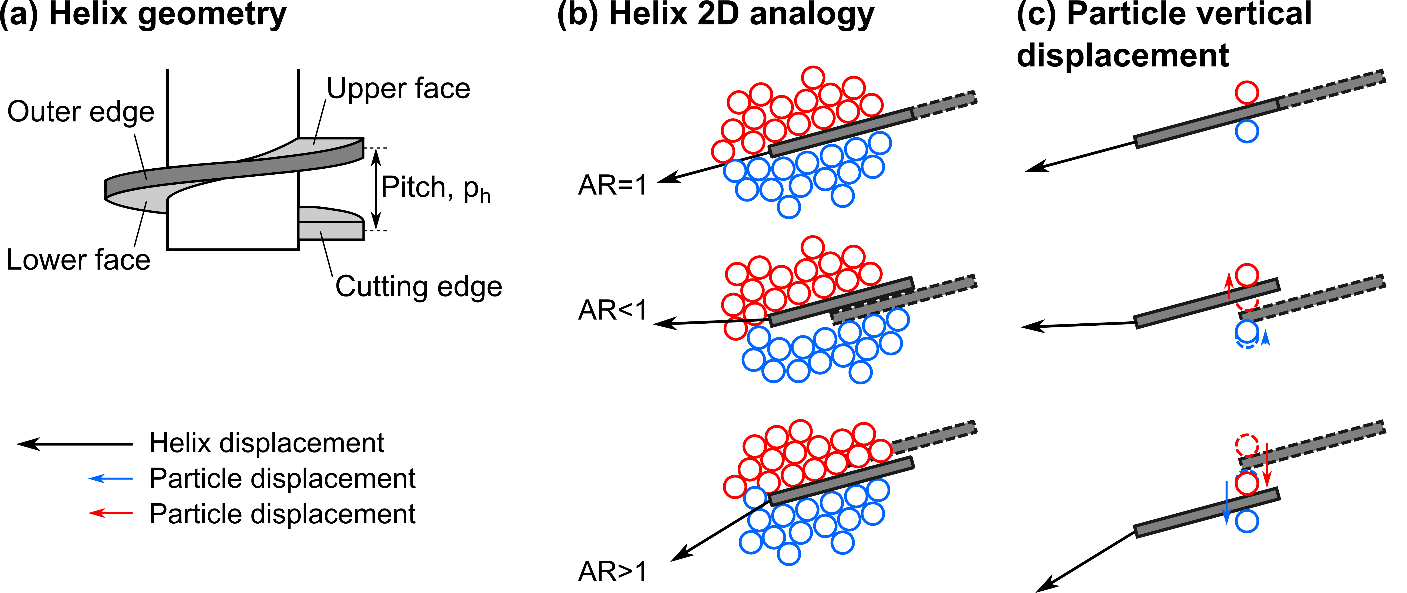 (a) Helix geometry
Outer edge
Upper face
Pitch, pₕ
Lower face
Cutting edge
Helix displacement
Particle displacement
Particle displacement
(b) Helix 2D analogy
AR=1
AR<1
AR>1
(c) Particle vertical
displacement